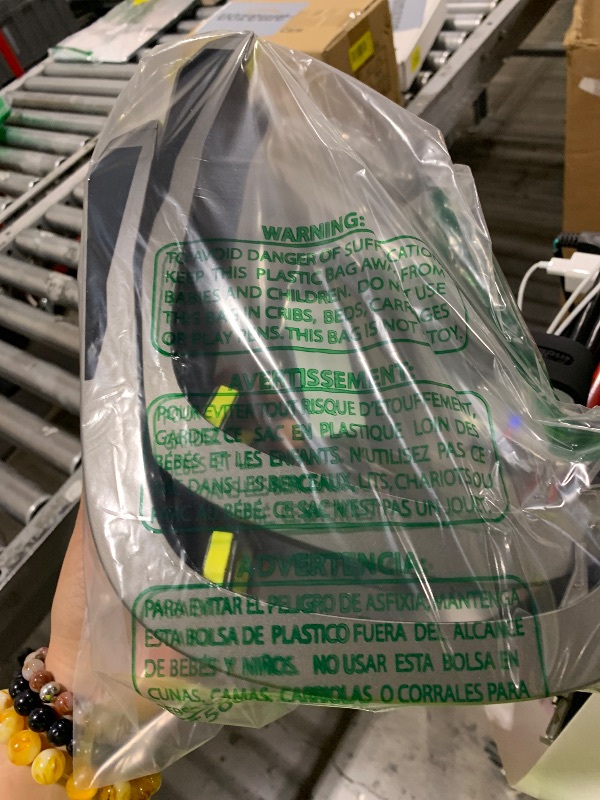 WARNING:
TO AVOID DANGER OF SUFFOCATION
KEEP THIS PLASTIC BAG AWAY FROM
BABIES AND CHILDREN. DO NOT USE
THIS BAG IN CRIBS, BEDS, CARRIAGES
OR PLAY PENS. THIS BAG IS NOT TOY.
AVERTISSEMENT:
POUR EVITER TOUT RISQUE D'ETOUFFEMENT,
GARDEZ CE SAC EN PLASTIQUE LOIN DES
BÉBÉS ET LES ENFANTS. N'UTILISEZ PAS CE
SAC DANS LES BERCEAUX, LITS, CHARIOTS OU
BÉBÉ. CE SAC N'EST PAS UN JOUET.
ADVERTENCIA:
PARA EVITAR EL PELIGRO DE ASFIXIA, MANTENGA
ESTA BOLSA DE PLASTICO FUERA DEL ALCANCE
DE BEBÉS Y NIÑOS. NO USAR ESTA BOLSA EN
CUNAS, CAMAS, CARRIOLAS, O CORRALES PARA